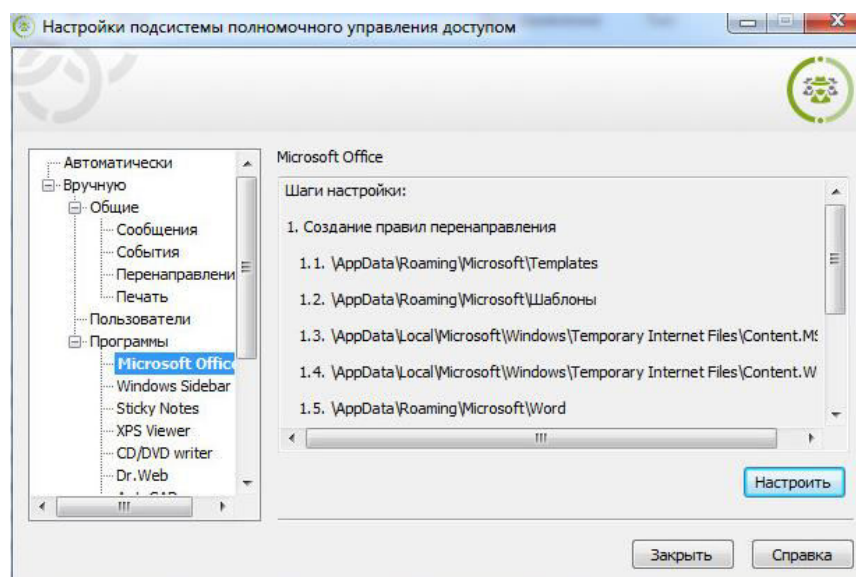 Настройки подсистемы полномочного управления доступом
Автоматически
Вручную
Общие
Сообщения
События
Перенаправлени
Печать
Пользователи
Программы
Microsoft Offic
Windows Sidebar
Sticky Notes
XPS Viewer
CD/DVD writer
Dr.Web
Microsoft Office
Шаги настройки:
1. Создание правил перенаправления
1.1. \AppData\Roaming\Microsoft\Templates
1.2. \AppData\Roaming\Microsoft\Шаблоны
1.3. \AppData\Local\Microsoft\Windows\Temporary Internet Files\Content.MS
1.4. \AppData\Local\Microsoft\Windows\Temporary Internet Files\Content.W
1.5. \AppData\Roaming\Microsoft\Word
Настроить
Закрыть
Справка